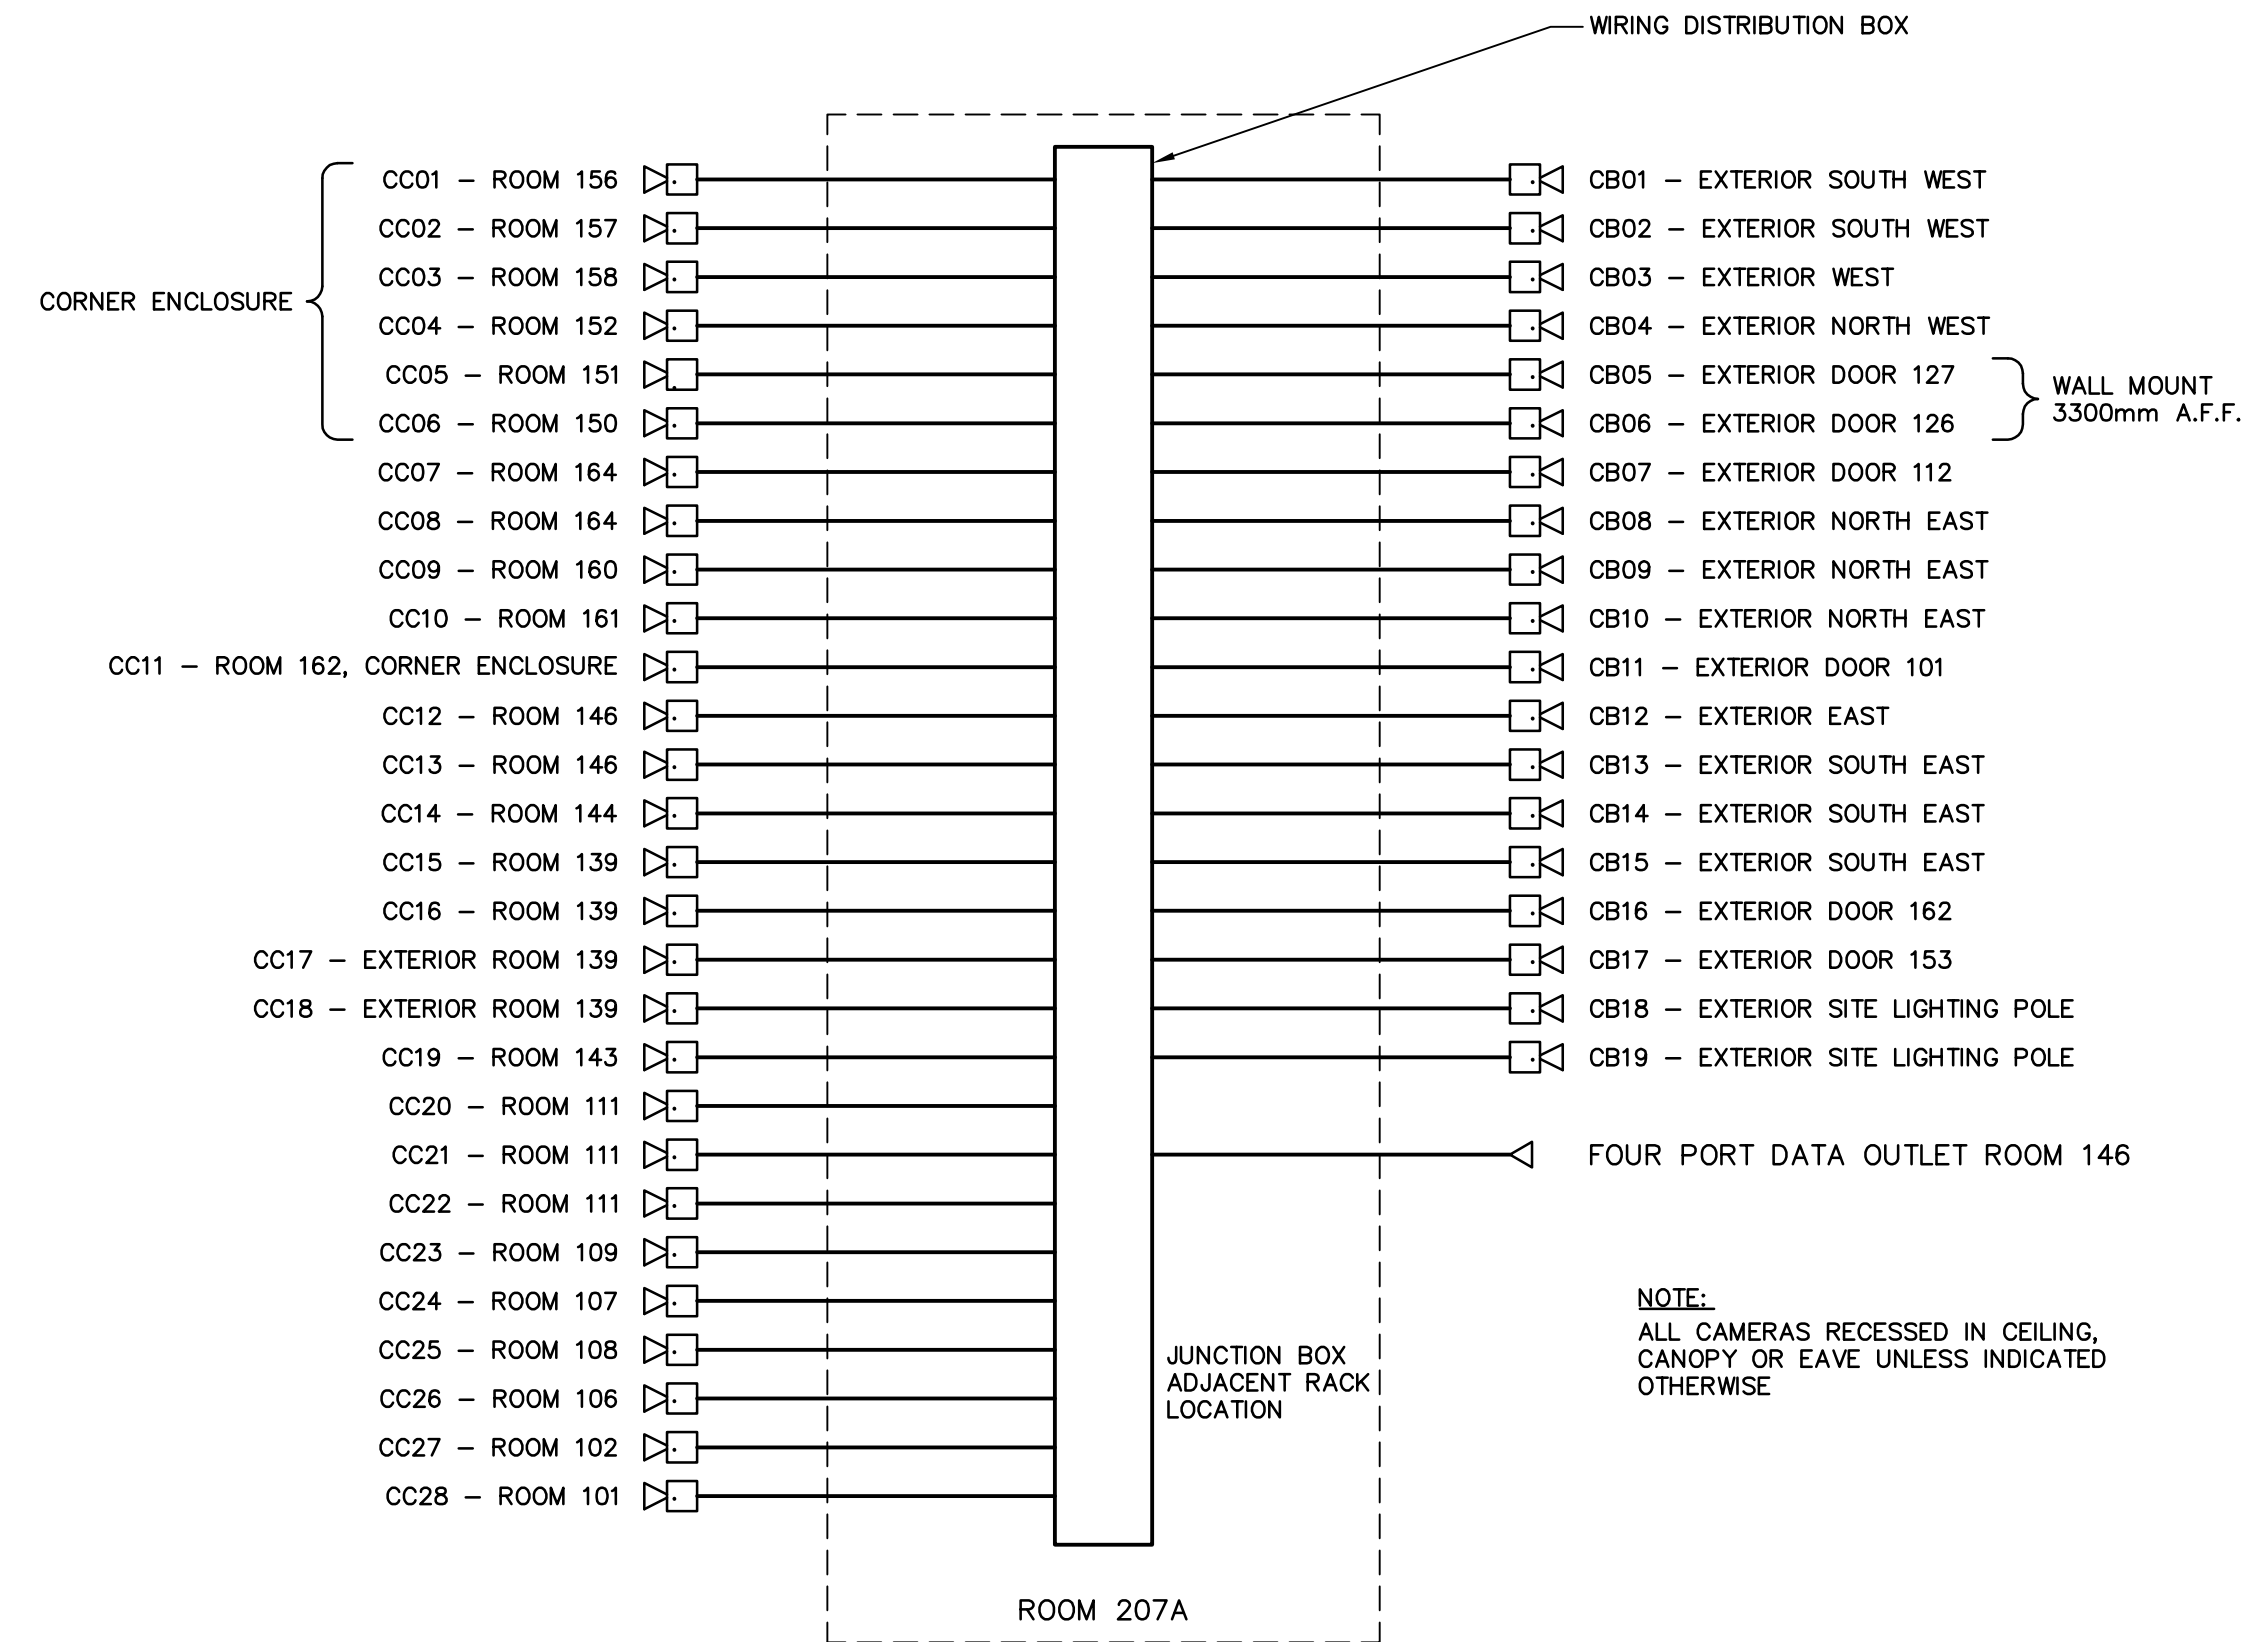 WIRING DISTRIBUTION BOX
CORNER ENCLOSURE
CC01 – ROOM 156
CC02 – ROOM 157
CC03 – ROOM 158
CC04 – ROOM 152
CC05 – ROOM 151
CC06 – ROOM 150
CC07 – ROOM 164
CC08 – ROOM 164
CC09 – ROOM 160
CC10 – ROOM 161
CC11 – ROOM 162, CORNER ENCLOSURE
CC12 – ROOM 146
CC13 – ROOM 146
CC14 – ROOM 144
CC15 – ROOM 139
CC16 – ROOM 139
CC17 – EXTERIOR ROOM 139
CC18 – EXTERIOR ROOM 139
CC19 – ROOM 143
CC20 – ROOM 111
CC21 – ROOM 111
CC22 – ROOM 111
CC23 – ROOM 109
CC24 – ROOM 107
CC25 – ROOM 108
CC26 – ROOM 106
CC27 – ROOM 102
CC28 – ROOM 101
CB01 – EXTERIOR SOUTH WEST
CB02 – EXTERIOR SOUTH WEST
CB03 – EXTERIOR WEST
CB04 – EXTERIOR NORTH WEST
CB05 – EXTERIOR DOOR 127
CB06 – EXTERIOR DOOR 126
WALL MOUNT
3300mm A.F.F.
CB07 – EXTERIOR DOOR 112
CB08 – EXTERIOR NORTH EAST
CB09 – EXTERIOR NORTH EAST
CB10 – EXTERIOR NORTH EAST
CB11 – EXTERIOR DOOR 101
CB12 – EXTERIOR EAST
CB13 – EXTERIOR SOUTH EAST
CB14 – EXTERIOR SOUTH EAST
CB15 – EXTERIOR SOUTH EAST
CB16 – EXTERIOR DOOR 162
CB17 – EXTERIOR DOOR 153
CB18 – EXTERIOR SITE LIGHTING POLE
CB19 – EXTERIOR SITE LIGHTING POLE
FOUR PORT DATA OUTLET ROOM 146
JUNCTION BOX
ADJACENT RACK
LOCATION
NOTE:
ALL CAMERAS RECESSED IN CEILING,
CANOPY OR EAVE UNLESS INDICATED
OTHERWISE
ROOM 207A